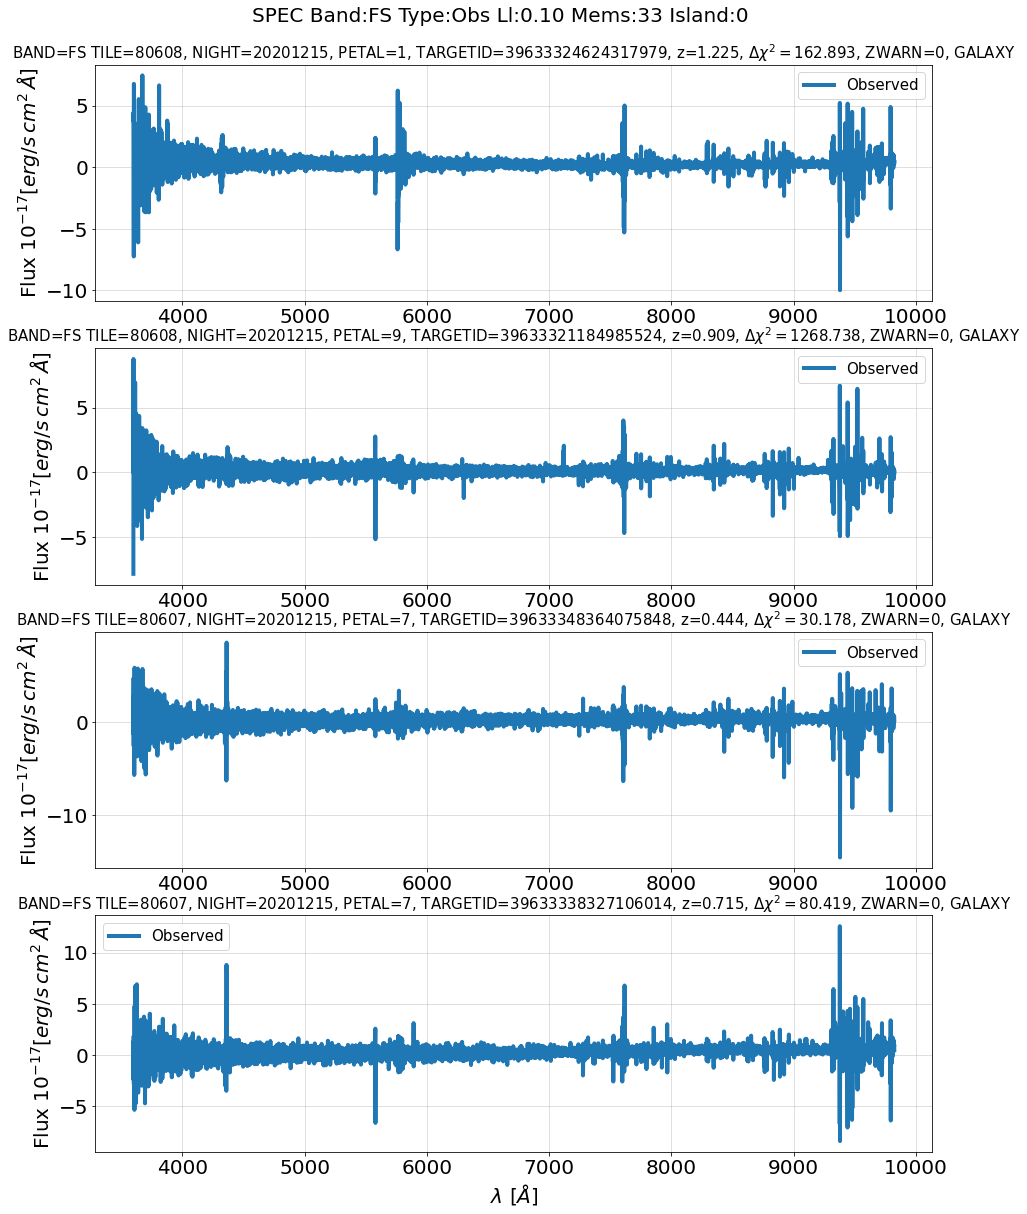 SPEC Band:FS Type:Obs Ll:0.10 Mems:33 Island:0
BAND=FS TILE=80608, NIGHT=20201215, PETAL=1, TARGETID=39633324624317979, z=1.225, Δχ² = 162.893, ZWARN=0, GALAXY
Observed
Flux 10⁻¹⁷[erg/s cm² Å]
5
0
−5
−10
4000 5000 6000 7000 8000 9000 10000
BAND=FS TILE=80608, NIGHT=20201215, PETAL=9, TARGETID=39633321184985524, z=0.909, Δχ² = 1268.738, ZWARN=0, GALAXY
Observed
Flux 10⁻¹⁷[erg/s cm² Å]
5
0
−5
4000 5000 6000 7000 8000 9000 10000
BAND=FS TILE=80607, NIGHT=20201215, PETAL=7, TARGETID=39633348364075848, z=0.444, Δχ² = 30.178, ZWARN=0, GALAXY
Observed
Flux 10⁻¹⁷[erg/s cm² Å]
0
−10
4000 5000 6000 7000 8000 9000 10000
BAND=FS TILE=80607, NIGHT=20201215, PETAL=7, TARGETID=39633338327106014, z=0.715, Δχ² = 80.419, ZWARN=0, GALAXY
Observed
Flux 10⁻¹⁷[erg/s cm² Å]
10
5
0
−5
4000 5000 6000 7000 8000 9000 10000
λ [Å]